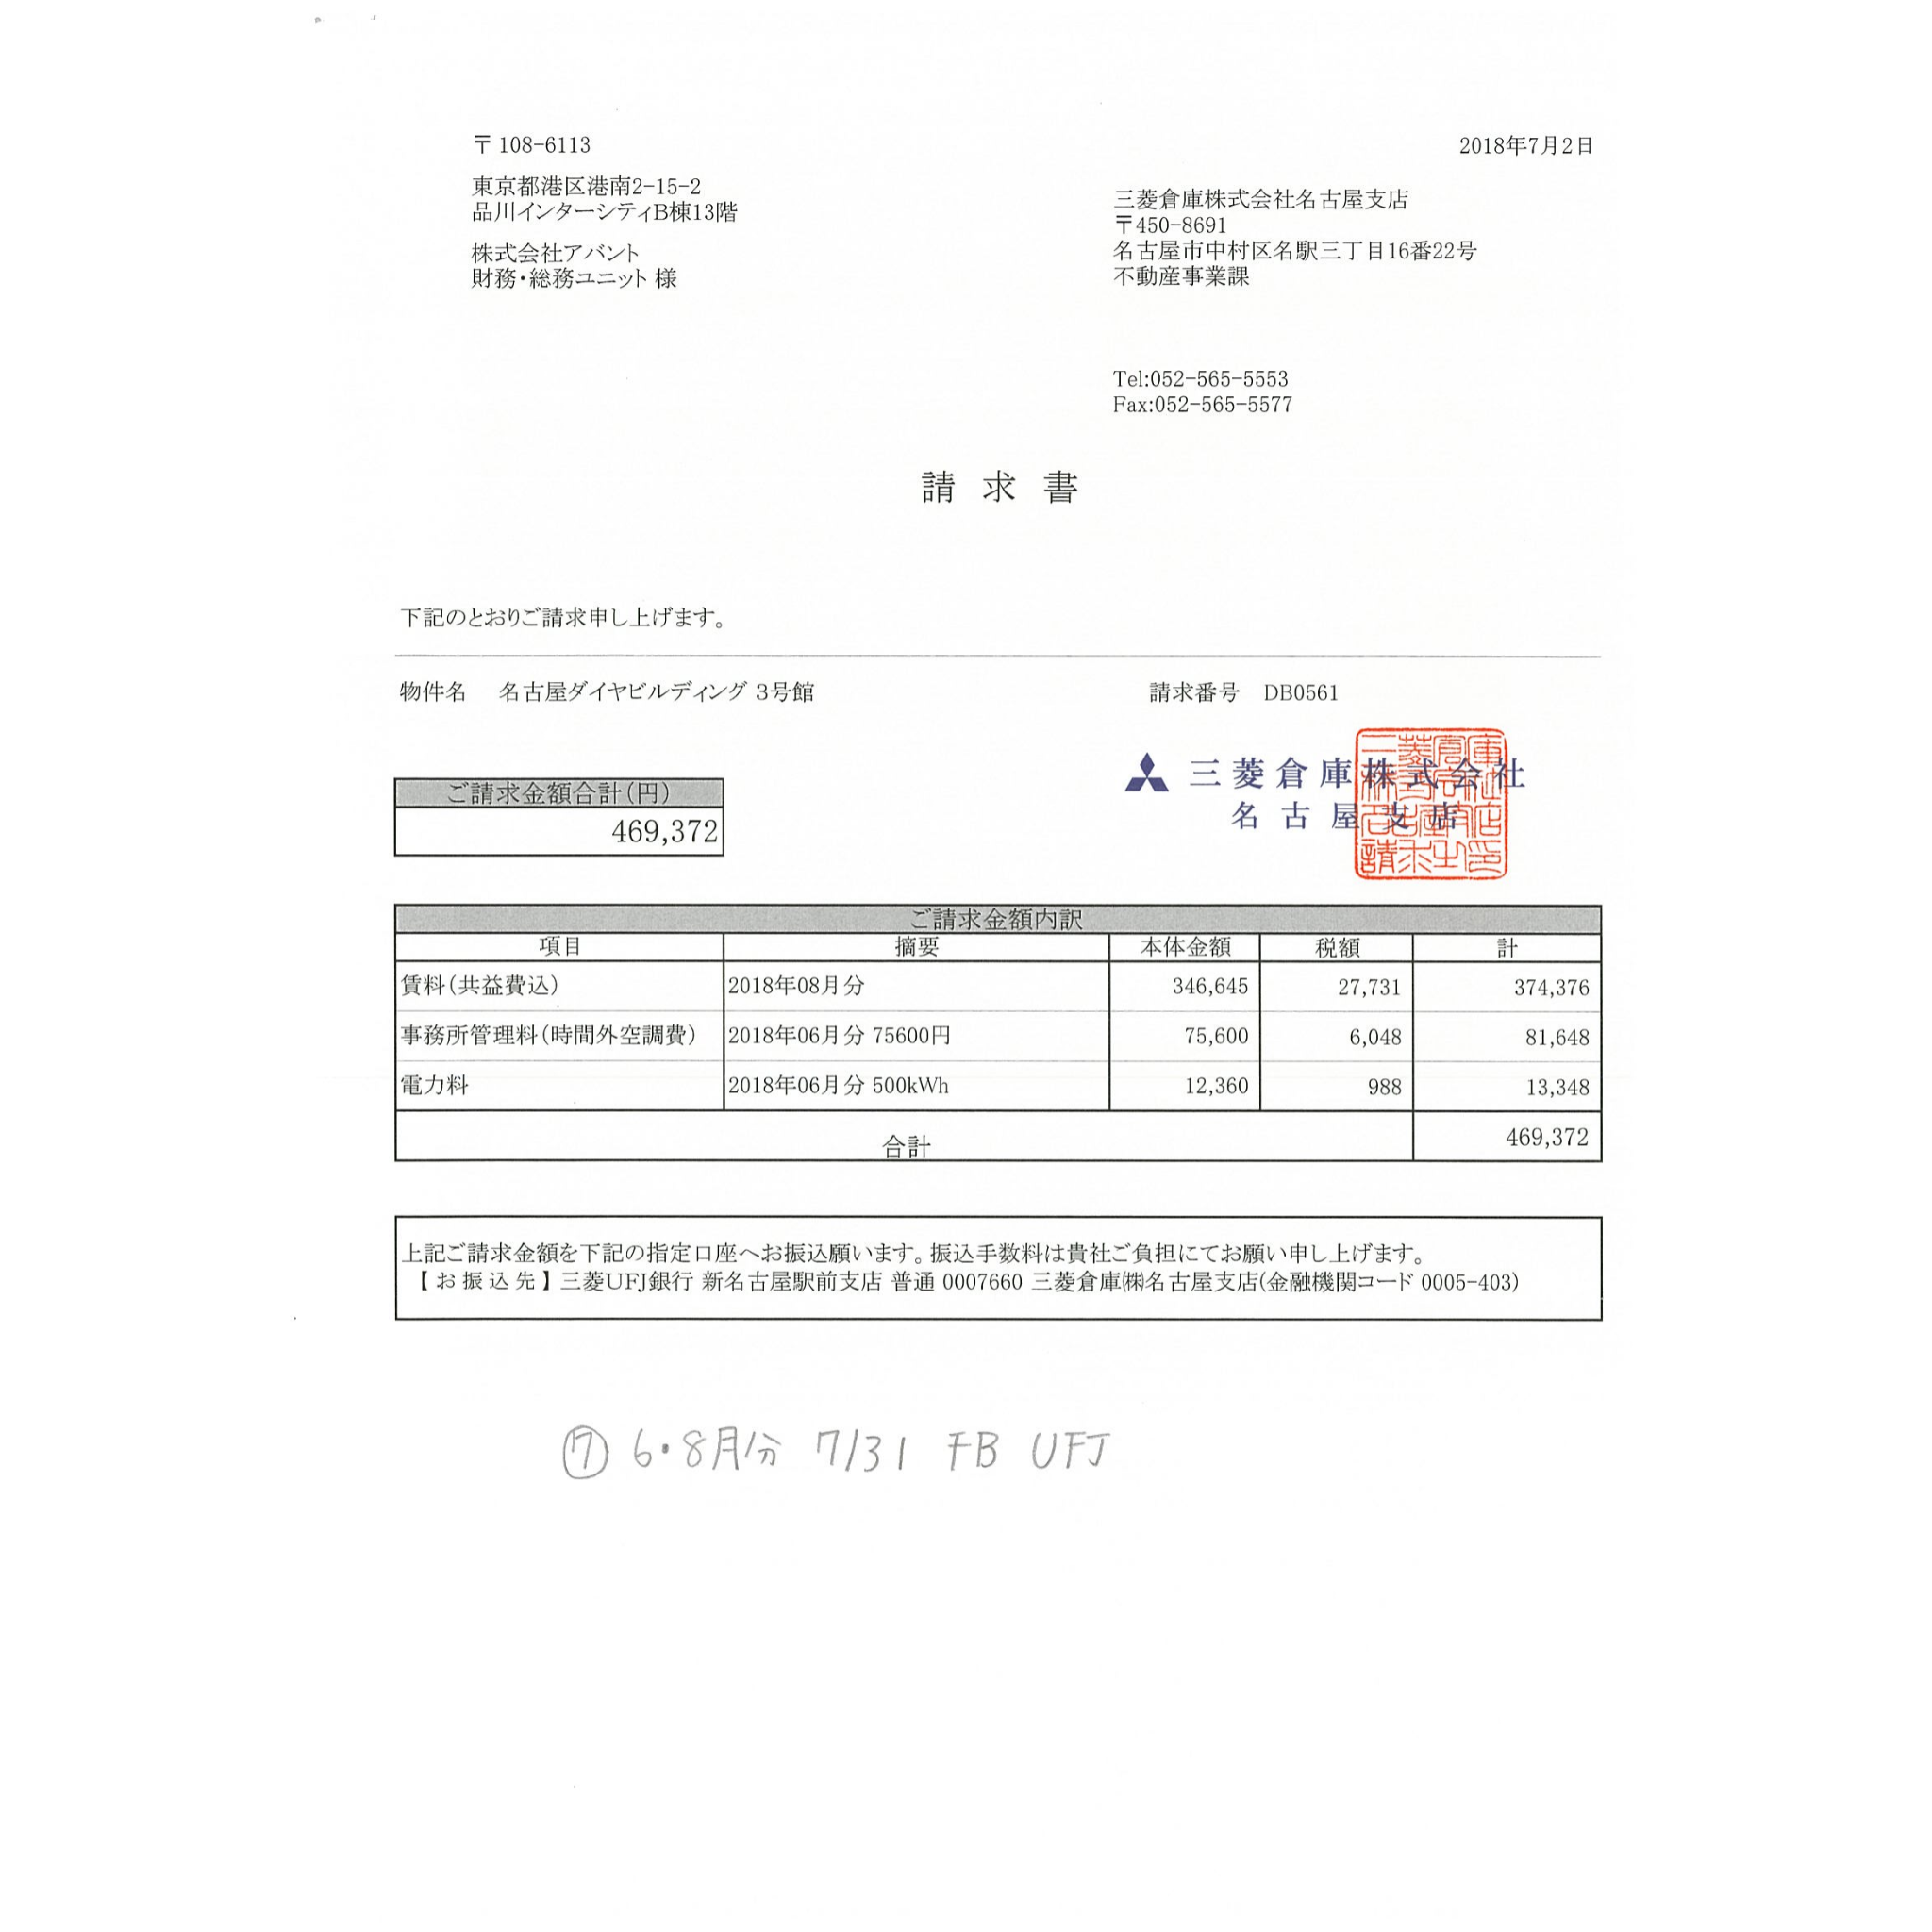 〒108-6113
2018年7月2日
東京都港区港南2-15-2
品川インターシティB棟13階
株式会社アバント
財務・総務ユニット 様
三菱倉庫株式会社名古屋支店
〒450-8691
名古屋市中村区名駅三丁目16番22号
不動産事業課
Tel:052-565-5553
Fax:052-565-5577
請 求 書
下記のとおりご請求申し上げます。
物件名 名古屋ダイヤビルディング 3号館 請求番号 DB0561
三菱倉庫株式会社
名古屋支店
ご請求金額合計(円)
469,372
ご請求金額内訳
項目 摘要 本体金額 税額 計
賃料(共益費込) 2018年08月分 346,645 27,731 374,376
事務所管理料(時間外空調費) 2018年06月分 75600円 75,600 6,048 81,648
電力料 2018年06月分 500kWh 12,360 988 13,348
合計 469,372
上記ご請求金額を下記の指定口座へお振込願います。振込手数料は貴社ご負担にてお願い申し上げます。
【お振込先】三菱UFJ銀行 新名古屋駅前支店 普通 0007660 三菱倉庫㈱名古屋支店(金融機関コード 0005-403)
⑦ 6・8月分 7/31 FB UFJ